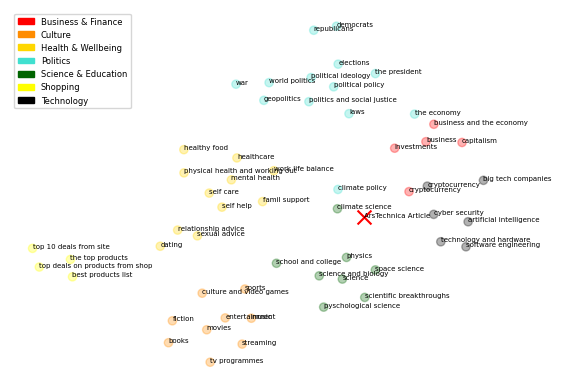 Business & Finance
Culture
Health & Wellbeing
Politics
Science & Education
Shopping
Technology
democrats
republicans
elections
the president
political ideology
world politics
war
political policy
geopolitics
politics and social justice
laws
the economy
business and the economy
business
capitalism
investments
healthy food
healthcare
work life balance
physical health and working out
mental health
big tech companies
cryptocurrency
cryptocurrency
climate policy
self care
famil support
self help
climate science
ArsTechnica Article
cyber security
artificial intelligence
relationship advice
sexual advice
technology and hardware
software engineering
dating
top 10 deals from site
the top products
top deals on products from shop
best products list
physics
school and college
space science
science and biology
science
sports
culture and video games
scientific breakthroughs
pyschological science
entertainment
music
fiction
movies
books
streaming
tv programmes